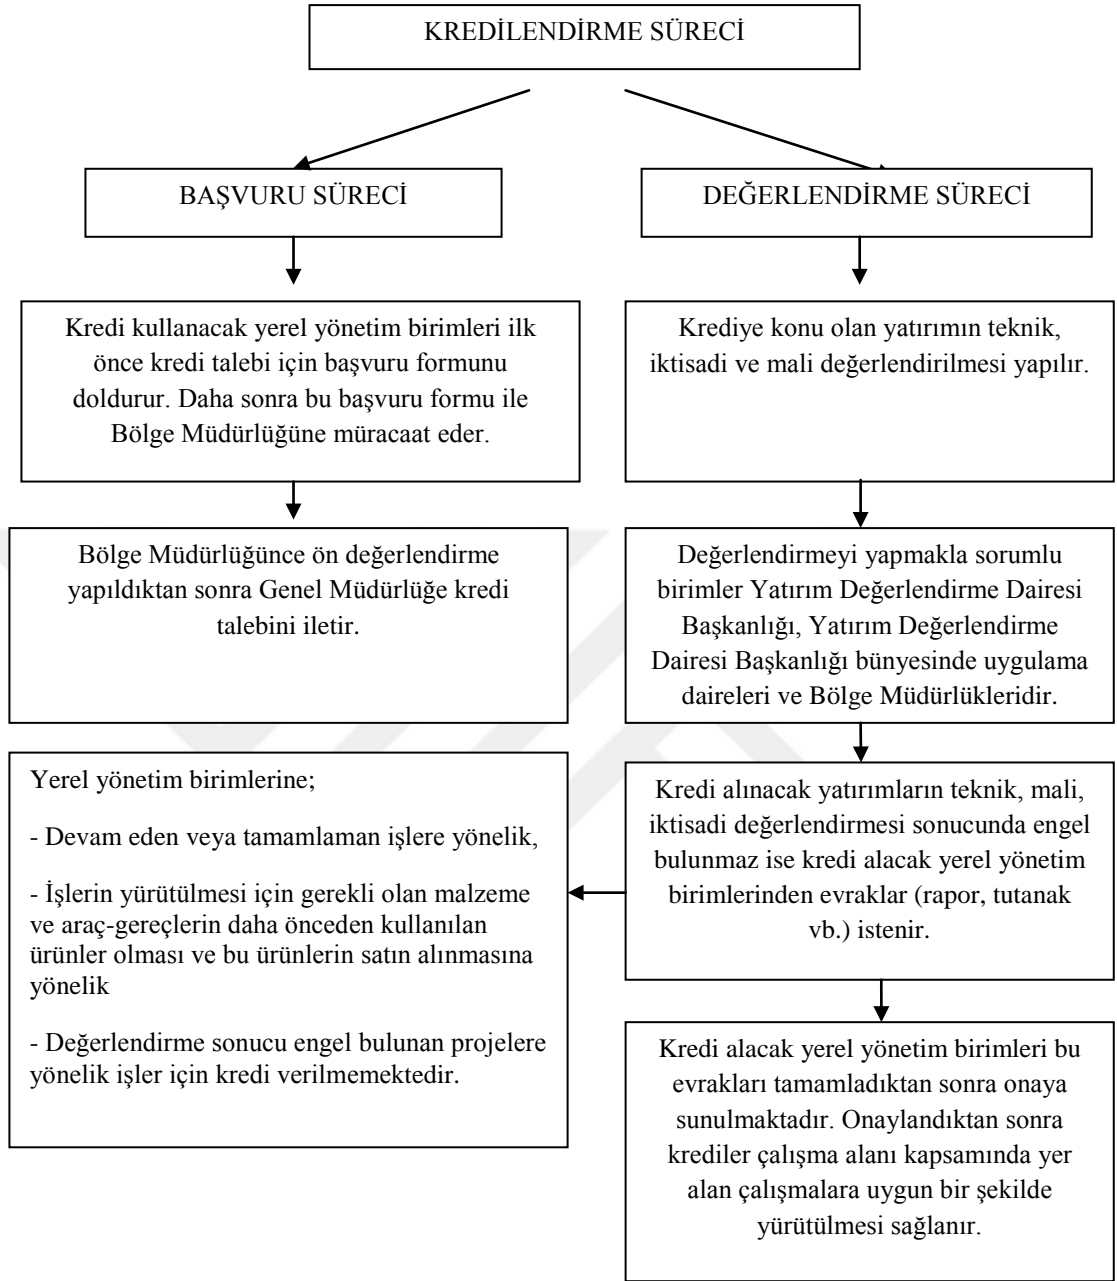 KREDİLENDİRME SÜRECİ
BAŞVURU SÜRECİ
Kredi kullanacak yerel yönetim birimleri ilk
önce kredi talebi için başvuru formunu
doldurur. Daha sonra bu başvuru formu ile
Bölge Müdürlüğüne müracaat eder.
Bölge Müdürlüğünce ön değerlendirme
yapıldıktan sonra Genel Müdürlüğe kredi
talebini iletir.
DEĞERLENDİRME SÜRECİ
Krediye konu olan yatırımın teknik,
iktisadi ve mali değerlendirilmesi yapılır.
Değerlendirmeyi yapmakla sorumlu
birimler Yatırım Değerlendirme Dairesi
Başkanlığı, Yatırım Değerlendirme
Dairesi Başkanlığı bünyesinde uygulama
daireleri ve Bölge Müdürlükleridir.
Kredi alınacak yatırımların teknik, mali,
iktisadi değerlendirmesi sonucunda engel
bulunmaz ise kredi alacak yerel yönetim
birimlerinden evraklar (rapor, tutanak
vb.) istenir.
Yerel yönetim birimlerine;
- Devam eden veya tamamlaman işlere yönelik,
- İşlerin yürütülmesi için gerekli olan malzeme
ve araç-gereçlerin daha önceden kullanılan
ürünler olması ve bu ürünlerin satın alınmasına
yönelik
- Değerlendirme sonucu engel bulunan projelere
yönelik işler için kredi verilmemektedir.
Kredi alacak yerel yönetim birimleri bu
evrakları tamamladıktan sonra onaya
sunulmaktadır. Onaylandıktan sonra
krediler çalışma alanı kapsamında yer
alan çalışmalara uygun bir şekilde
yürütülmesi sağlanır.